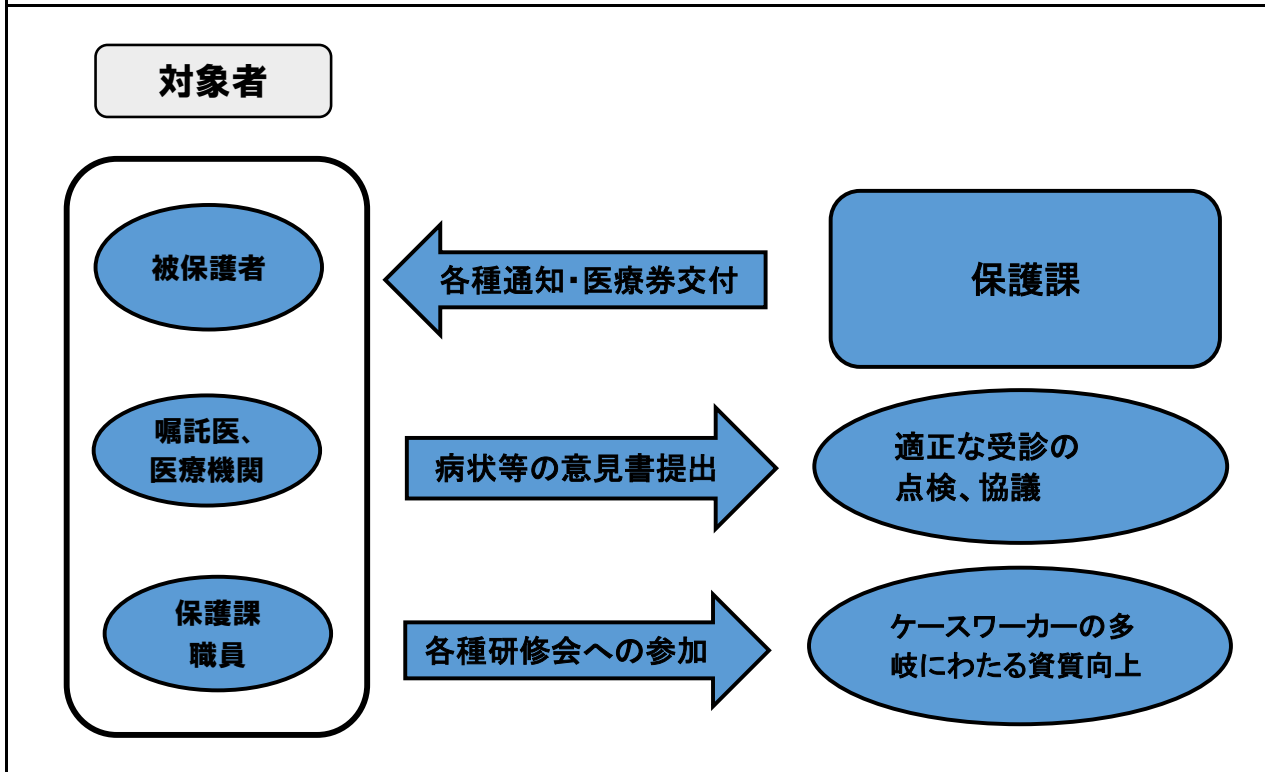 対象者
被保護者
各種通知・医療券交付
保護課
嘱託医、
医療機関
病状等の意見書提出
適正な受診の
点検、協議
保護課
職員
各種研修会への参加
ケースワーカーの多
岐にわたる資質向上